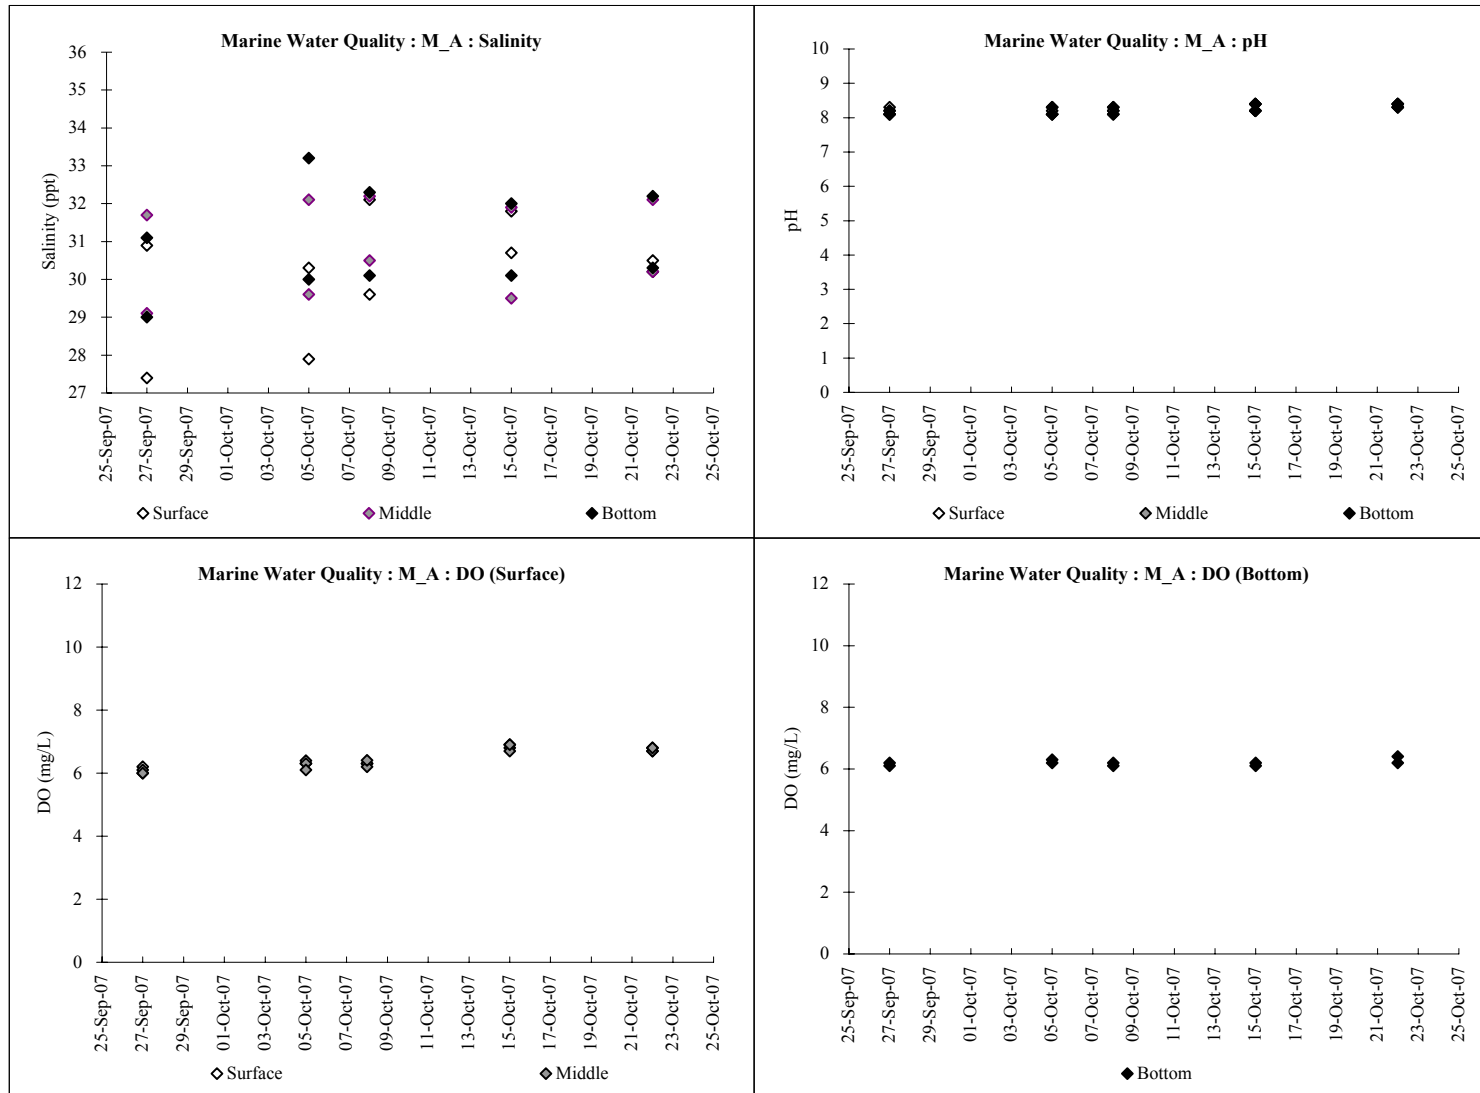 Marine Water Quality : M_A : Salinity
36
35
34
33
32
31
30
29
28
27
Salinity (ppt)
25-Sep-07
27-Sep-07
29-Sep-07
01-Oct-07
03-Oct-07
05-Oct-07
07-Oct-07
09-Oct-07
11-Oct-07
13-Oct-07
15-Oct-07
17-Oct-07
19-Oct-07
21-Oct-07
23-Oct-07
25-Oct-07
Surface Middle Bottom
Marine Water Quality : M_A : pH
10
9
8
7
6
5
4
3
2
1
0
pH
25-Sep-07
27-Sep-07
29-Sep-07
01-Oct-07
03-Oct-07
05-Oct-07
07-Oct-07
09-Oct-07
11-Oct-07
13-Oct-07
15-Oct-07
17-Oct-07
19-Oct-07
21-Oct-07
23-Oct-07
25-Oct-07
Surface Middle Bottom
Marine Water Quality : M_A : DO (Surface)
12
10
8
6
4
2
0
DO (mg/L)
25-Sep-07
27-Sep-07
29-Sep-07
01-Oct-07
03-Oct-07
05-Oct-07
07-Oct-07
09-Oct-07
11-Oct-07
13-Oct-07
15-Oct-07
17-Oct-07
19-Oct-07
21-Oct-07
23-Oct-07
25-Oct-07
Surface Middle
Marine Water Quality : M_A : DO (Bottom)
12
10
8
6
4
2
0
DO (mg/L)
25-Sep-07
27-Sep-07
29-Sep-07
01-Oct-07
03-Oct-07
05-Oct-07
07-Oct-07
09-Oct-07
11-Oct-07
13-Oct-07
15-Oct-07
17-Oct-07
19-Oct-07
21-Oct-07
23-Oct-07
25-Oct-07
Bottom